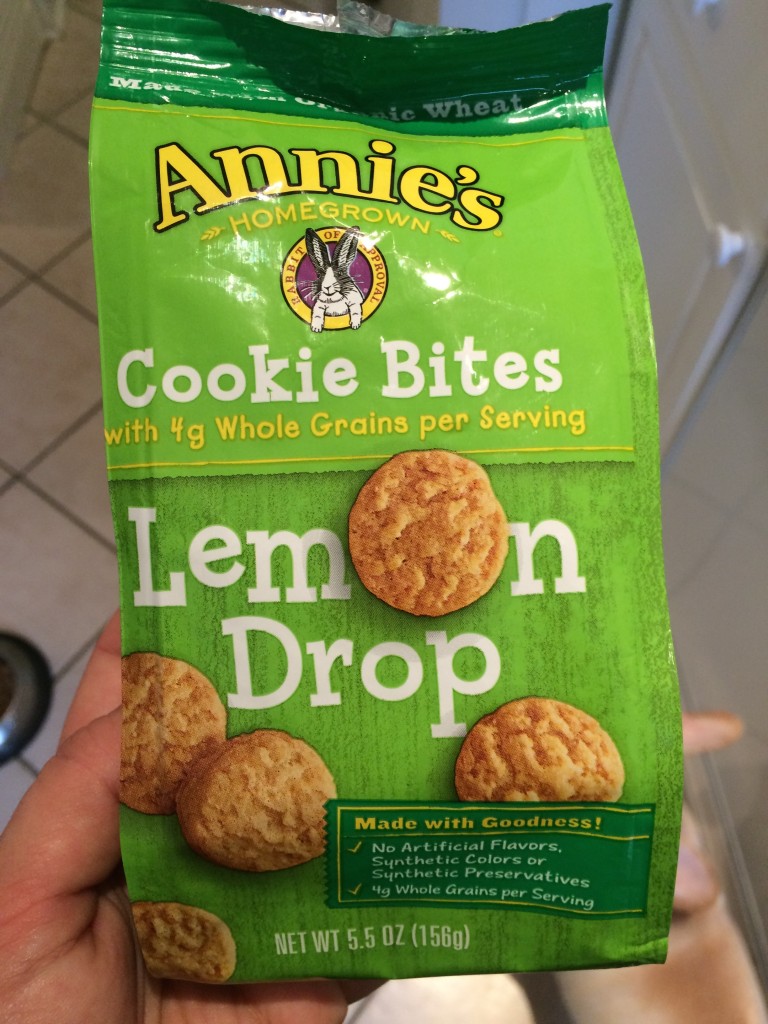 Organic Wheat
Annie's
HOMEGROWN
RABBIT OF APPROVAL
Cookie Bites
with 4g Whole Grains per Serving
Lemon
Drop
Made with Goodness!
✓ No Artificial Flavors,
Synthetic Colors or
Synthetic Preservatives
✓ 4g Whole Grains per Serving
NET WT 5.5 OZ (156g)